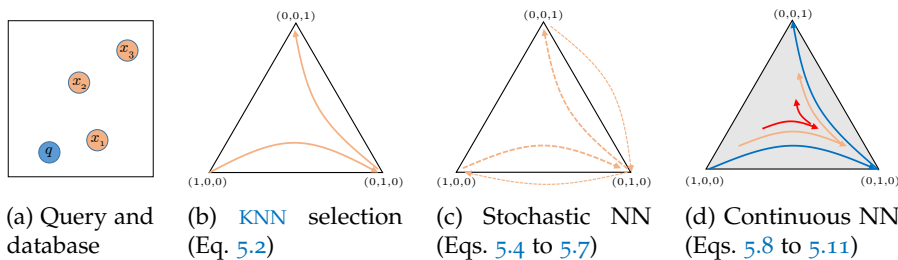 x₃
x₂
x₁
q
(0,0,1)
(1,0,0)
(0,1,0)
(0,0,1)
(1,0,0)
(0,1,0)
(0,0,1)
(1,0,0)
(0,1,0)
(a) Query and
database
(b) KNN selection
(Eq. 5.2)
(c) Stochastic NN
(Eqs. 5.4 to 5.7)
(d) Continuous NN
(Eqs. 5.8 to 5.11)